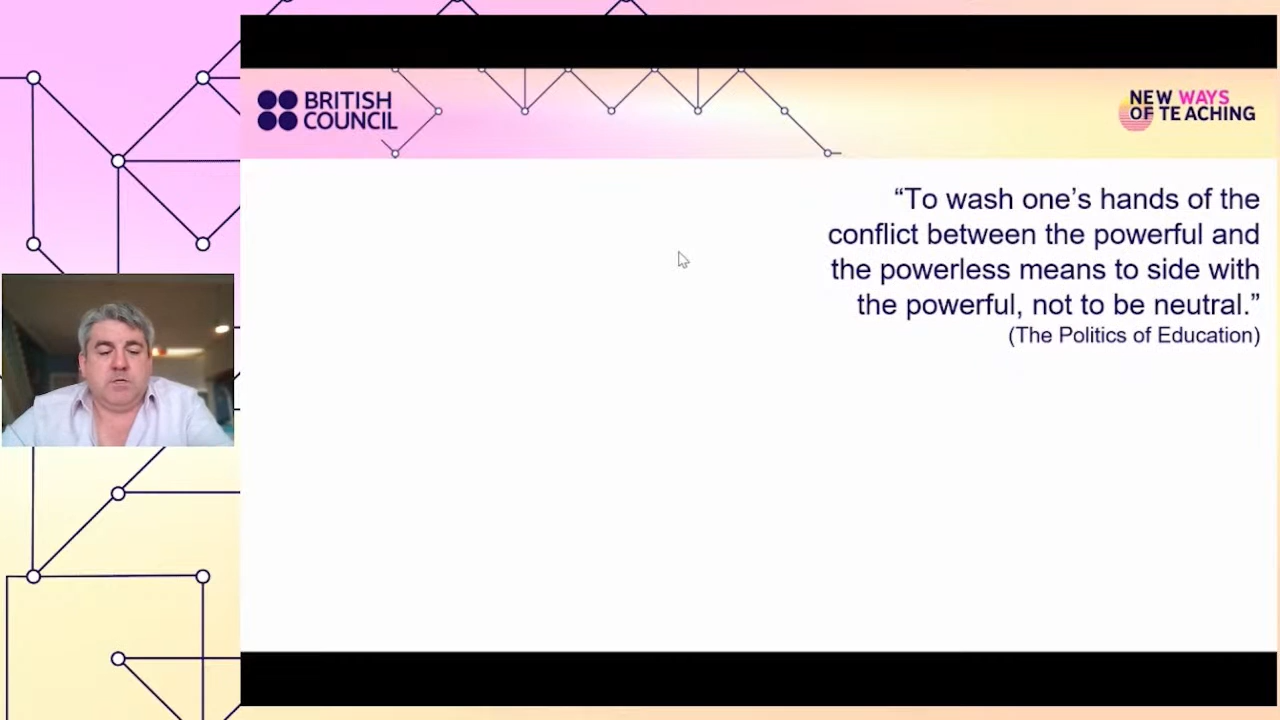 BRITISH
COUNCIL
NEW WAYS
OF TEACHING
“To wash one’s hands of the
conflict between the powerful and
the powerless means to side with
the powerful, not to be neutral.”
(The Politics of Education)